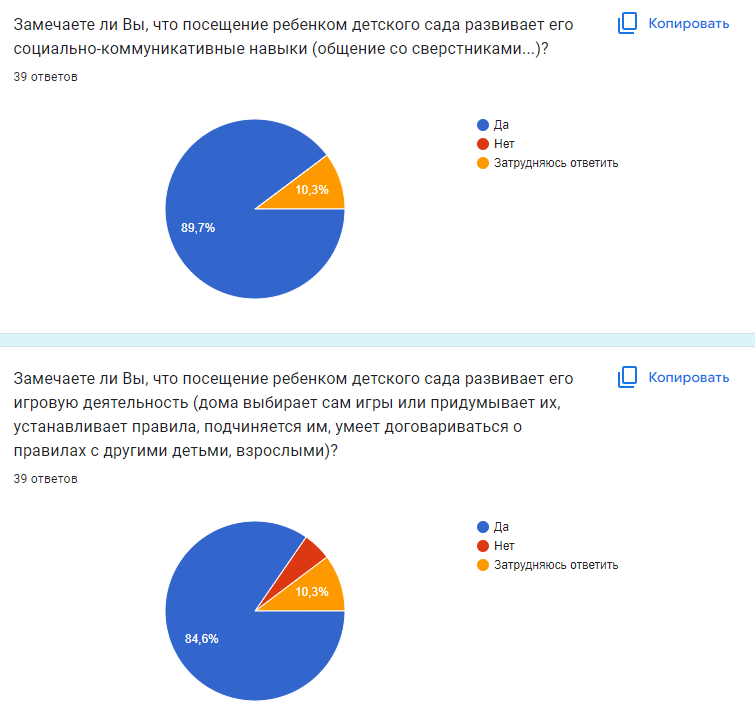 Замечаете ли Вы, что посещение ребенком детского сада развивает его
социально-коммуникативные навыки (общение со сверстниками...)?
Копировать
39 ответов
Да
Нет
Затрудняюсь ответить
10,3%
89,7%
Замечаете ли Вы, что посещение ребенком детского сада развивает его
игровую деятельность (дома выбирает сам игры или придумывает их,
устанавливает правила, подчиняется им, умеет договариваться о
правилах с другими детьми, взрослыми)?
Копировать
39 ответов
Да
Нет
Затрудняюсь ответить
10,3%
84,6%